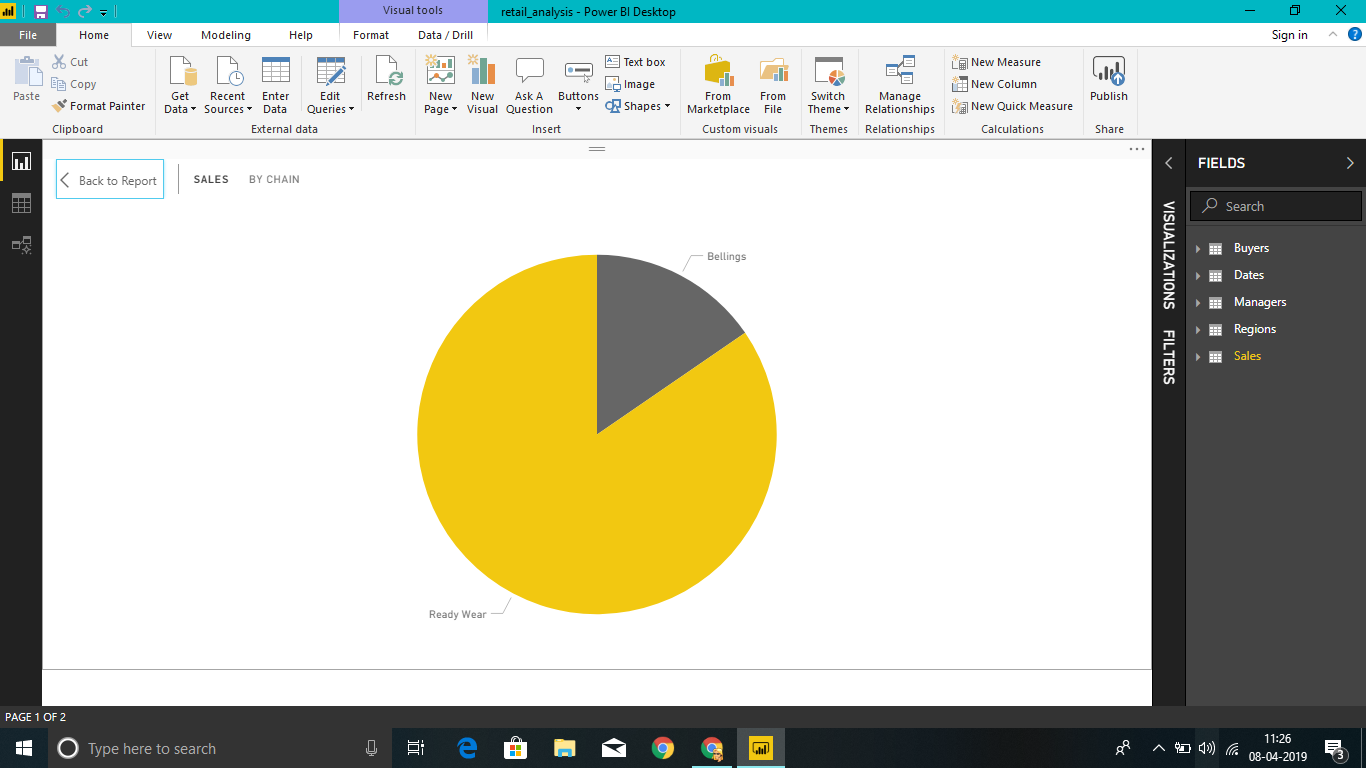 Visual tools
retail_analysis - Power BI Desktop
File Home View Modeling Help Format Data / Drill Sign in
Paste
Cut
Copy
Format Painter
Clipboard
Get Data
Recent Sources
Enter Data
Edit Queries
Refresh
External data
New Page
New Visual
Ask A Question
Buttons
Text box
Image
Shapes
Insert
From Marketplace
From File
Custom visuals
Switch Theme
Themes
Manage Relationships
Relationships
New Measure
New Column
New Quick Measure
Calculations
Publish
Share
Back to Report
SALES BY CHAIN
Bellings
Ready Wear
VISUALIZATIONS
FILTERS
FIELDS
Search
Buyers
Dates
Managers
Regions
Sales
PAGE 1 OF 2
Type here to search
11:26
08-04-2019
3